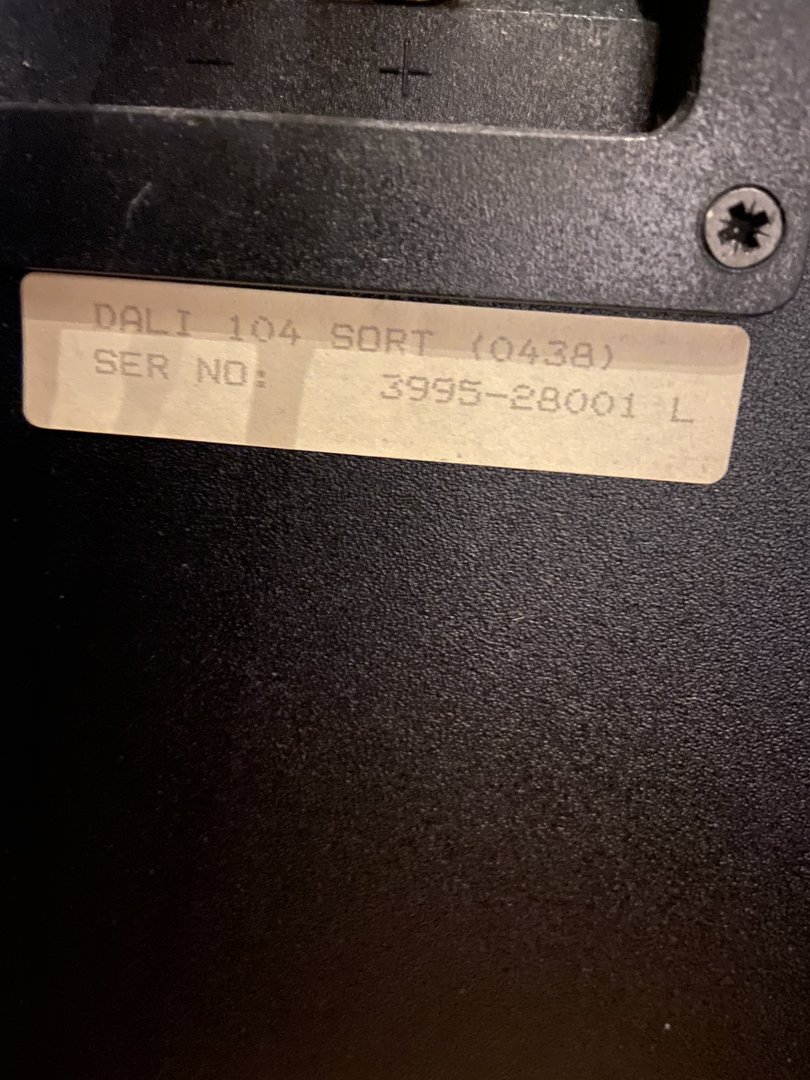 − +
DALI 104 SORT (0438)
SER NO: 3995-28001 L